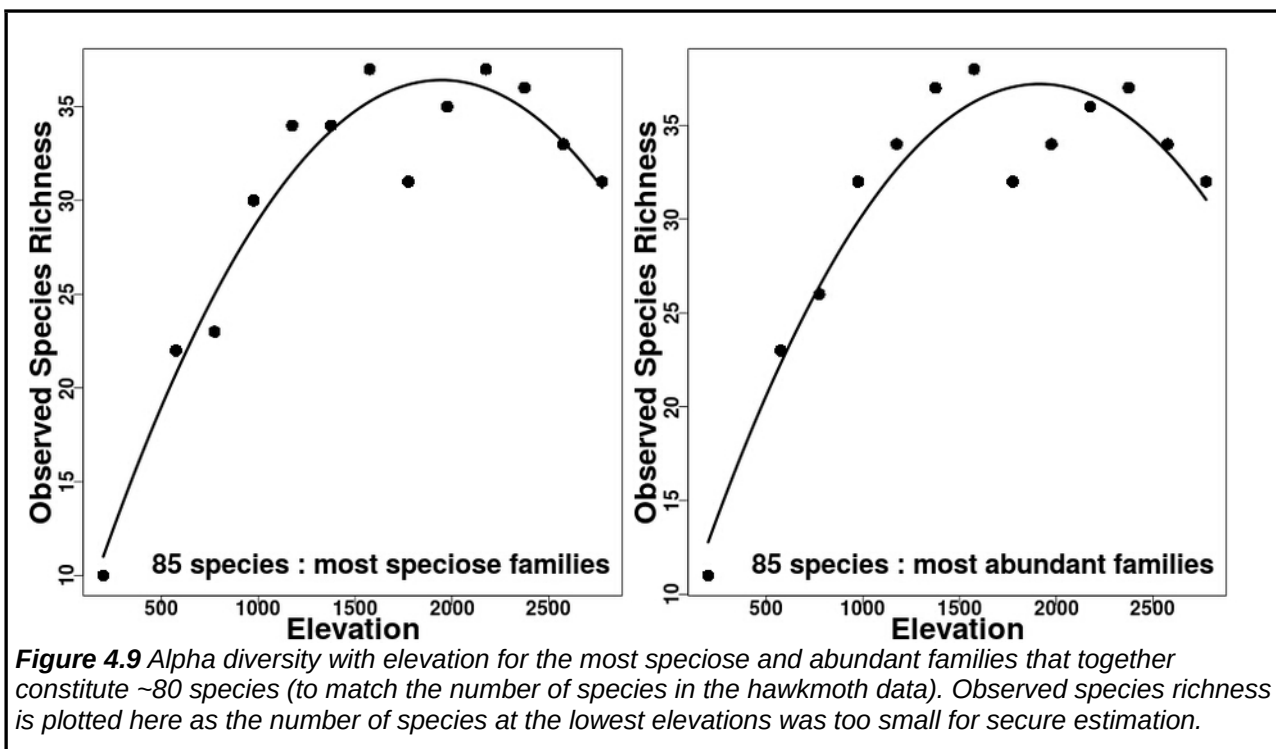 Observed Species Richness
35
30
25
20
15
10
85 species : most speciose families
500 1000 1500 2000 2500
Elevation
Observed Species Richness
35
30
25
20
15
10
85 species : most abundant families
500 1000 1500 2000 2500
Elevation
Figure 4.9 Alpha diversity with elevation for the most speciose and abundant families that together
constitute ~80 species (to match the number of species in the hawkmoth data). Observed species richness
is plotted here as the number of species at the lowest elevations was too small for secure estimation.